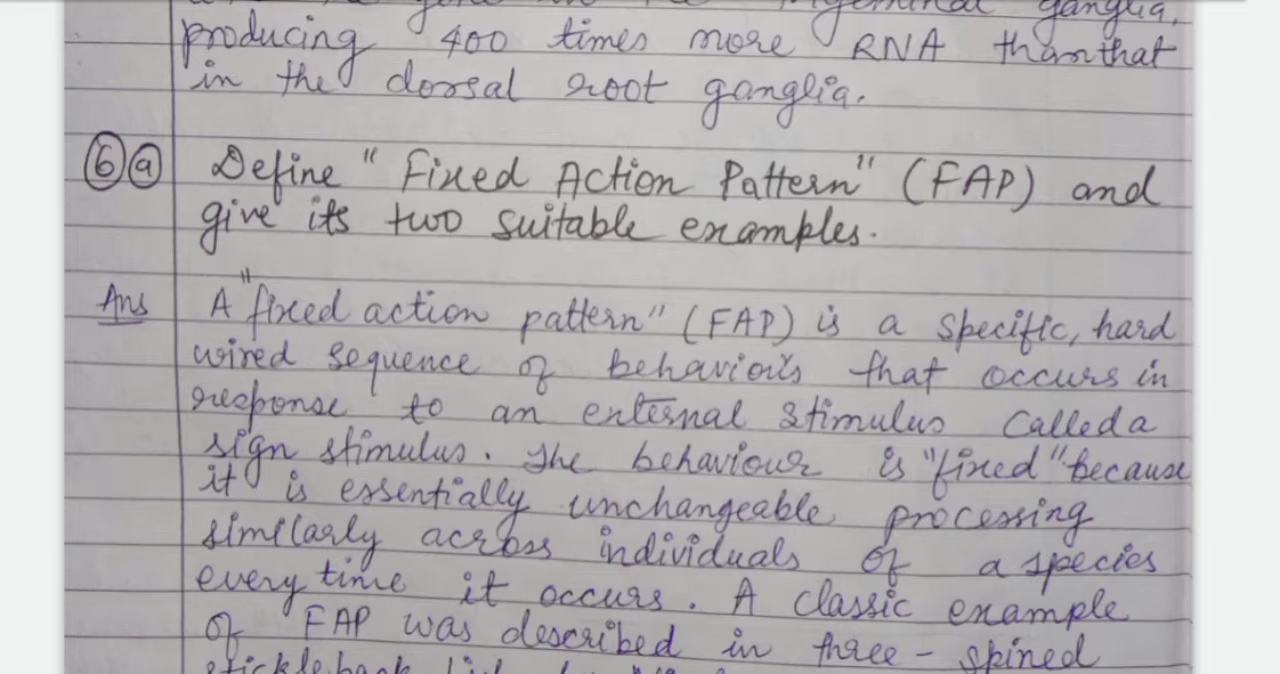 ganglia,
producing 400 times more RNA than that
in the dorsal root ganglia.
6 a Define "Fixed Action Pattern" (FAP) and
give its two suitable examples.
Ans A "fixed action pattern" (FAP) is a specific, hard
wired sequence of behaviours that occurs in
response to an external stimulus called a
sign stimulus. The behaviour is "fixed" because
it is essentially unchangeable processing
similarly across individuals of a species
every time it occurs. A classic example
of FAP was described in three - spined